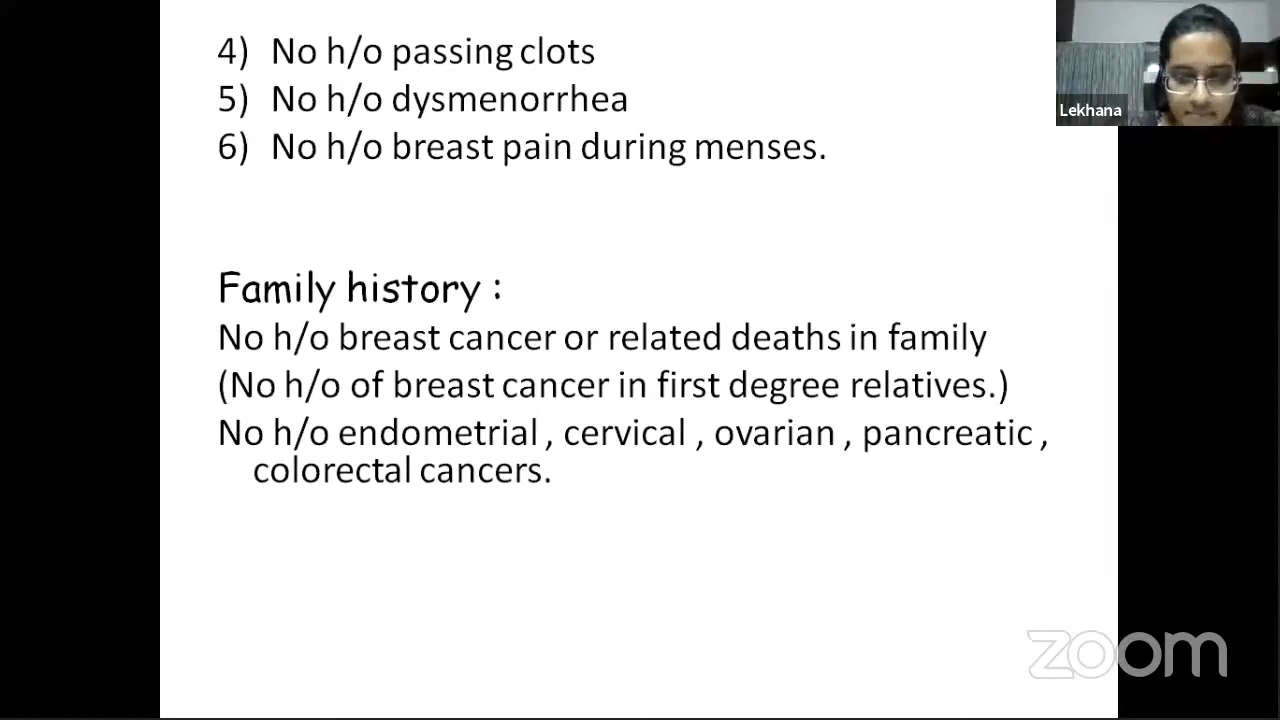 4) No h/o passing clots
5) No h/o dysmenorrhea
6) No h/o breast pain during menses.
Lekhana
Family history :
No h/o breast cancer or related deaths in family
(No h/o of breast cancer in first degree relatives.)
No h/o endometrial , cervical , ovarian , pancreatic ,
colorectal cancers.
zoom